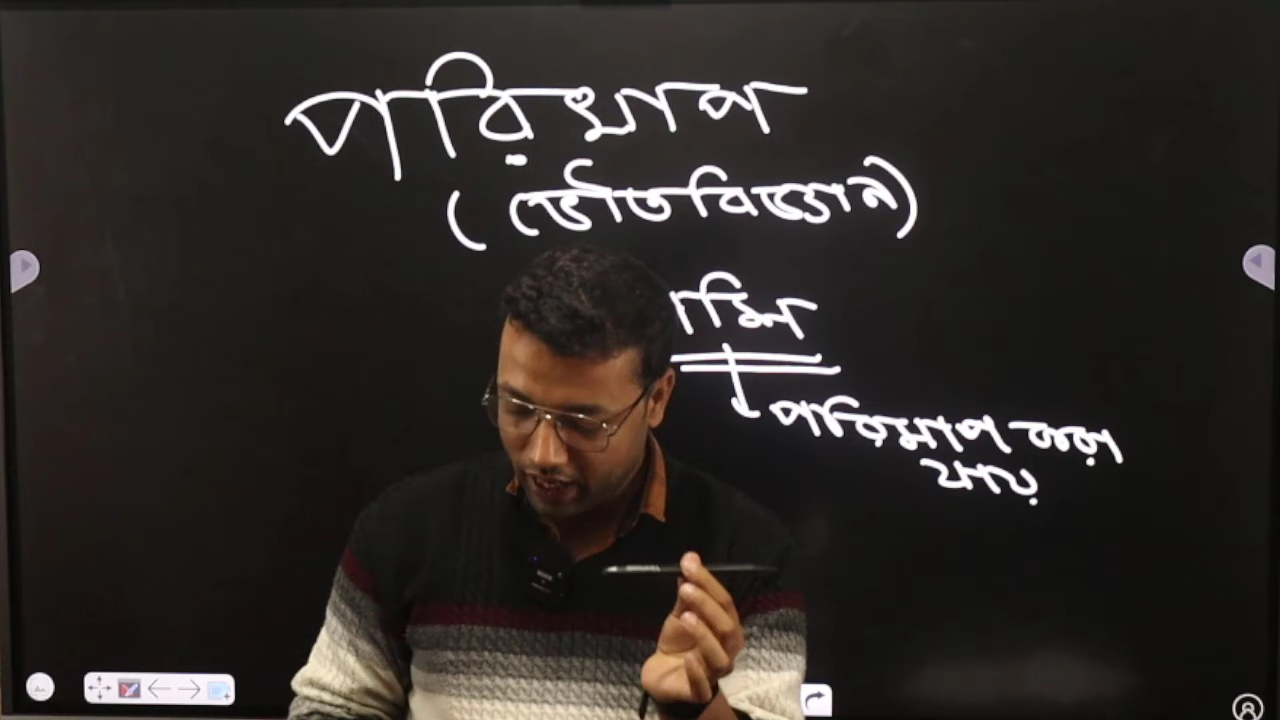 পরিমাপ
(ভৌতবিজ্ঞান)
রাশি
পরিমাপ করা
যায়